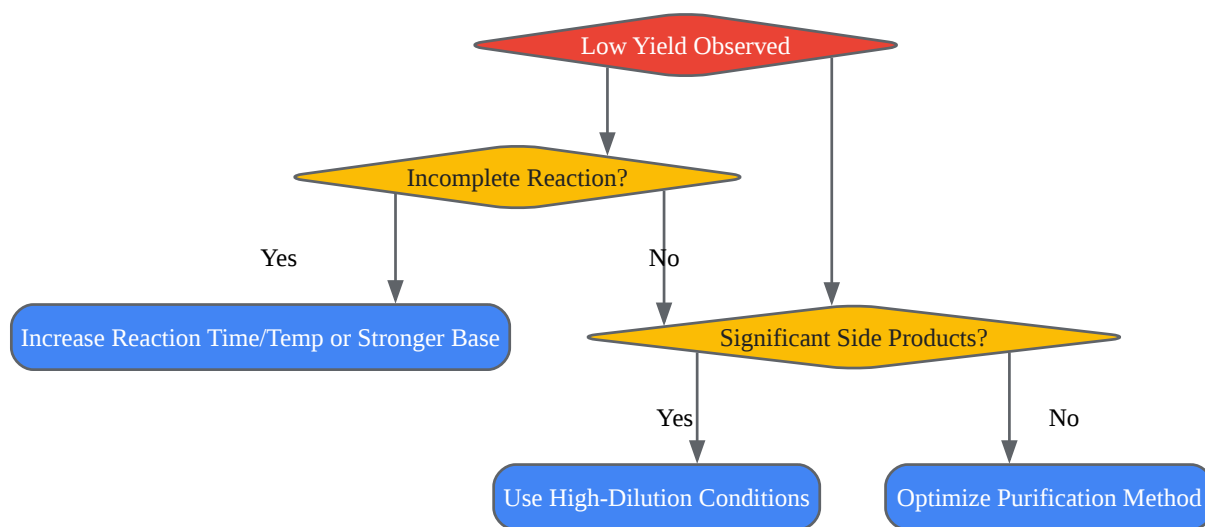 Low Yield Observed
Incomplete Reaction?
Yes
No
Increase Reaction Time/Temp or Stronger Base
Significant Side Products?
Yes
No
Use High-Dilution Conditions
Optimize Purification Method